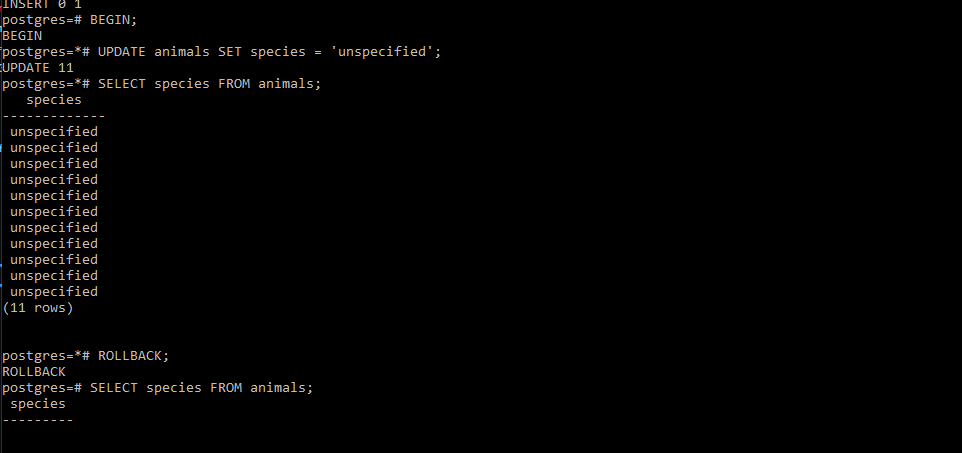 INSERT 0 1
postgres=# BEGIN;
BEGIN
postgres=*# UPDATE animals SET species = 'unspecified';
UPDATE 11
postgres=*# SELECT species FROM animals;
   species
-------------
 unspecified
 unspecified
 unspecified
 unspecified
 unspecified
 unspecified
 unspecified
 unspecified
 unspecified
 unspecified
 unspecified
(11 rows)
postgres=*# ROLLBACK;
ROLLBACK
postgres=# SELECT species FROM animals;
 species
---------